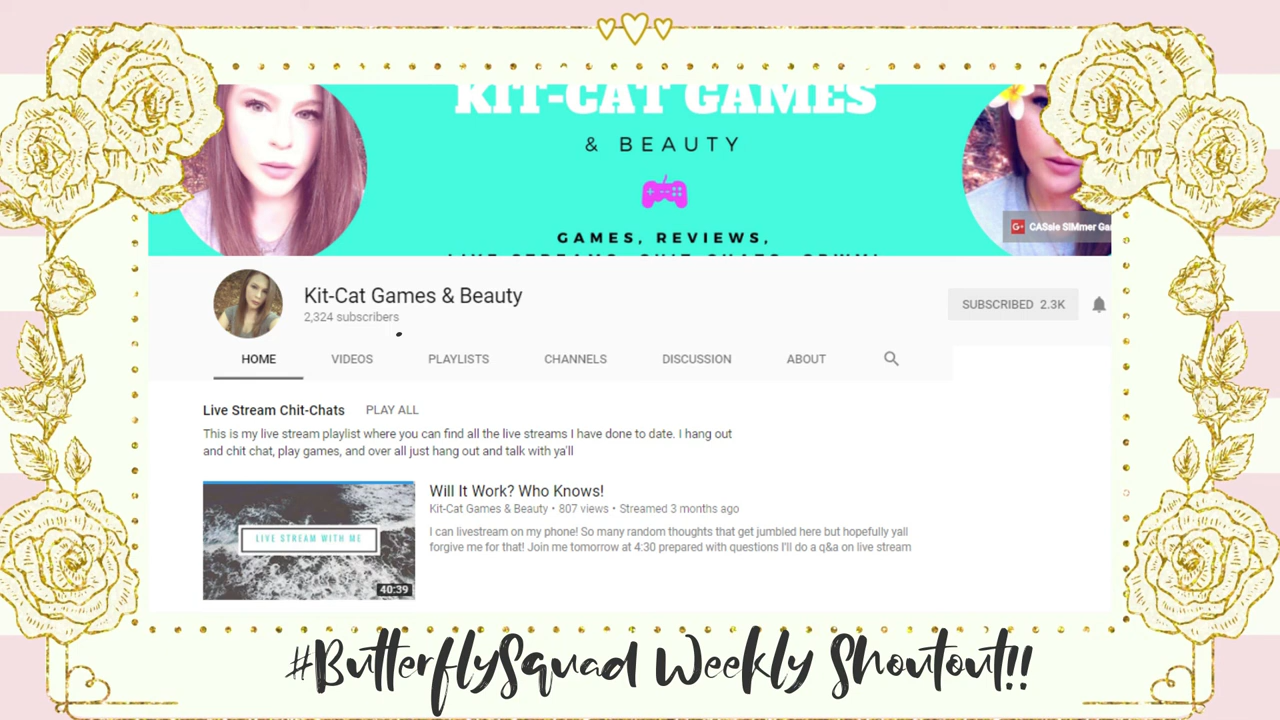 KIT-CAT GAMES
& BEAUTY
GAMES, REVIEWS,
CASsie SIMmer Ga
Kit-Cat Games & Beauty
2,324 subscribers
SUBSCRIBED 2.3K
HOME VIDEOS PLAYLISTS CHANNELS DISCUSSION ABOUT
Live Stream Chit-Chats PLAY ALL
This is my live stream playlist where you can find all the live streams I have done to date. I hang out
and chit chat, play games, and over all just hang out and talk with ya'll
LIVE STREAM WITH ME
40:39
Will It Work? Who Knows!
Kit-Cat Games & Beauty • 807 views • Streamed 3 months ago
I can livestream on my phone! So many random thoughts that get jumbled here but hopefully yall
forgive me for that! Join me tomorrow at 4:30 prepared with questions I'll do a q&a on live stream
#ButterflySquad Weekly Shoutout!!